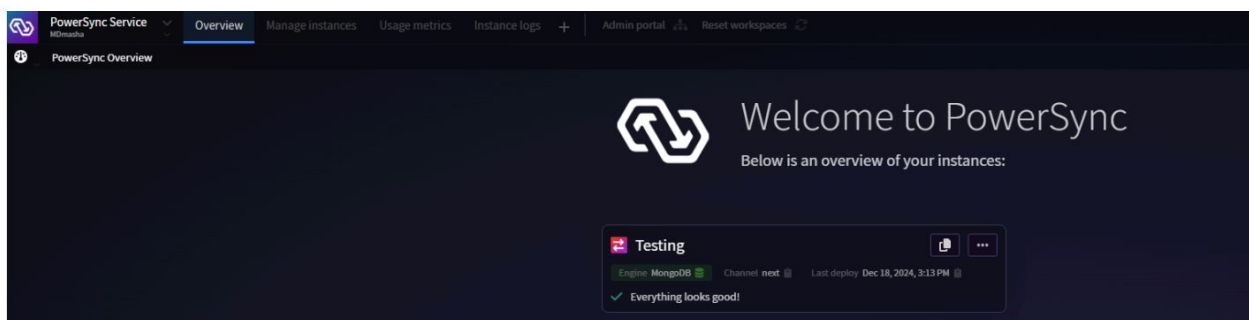 PowerSync Service Overview Manage instances Usage metrics Instance logs + Admin portal Reset workspaces
MDmasha
PowerSync Overview
Welcome to PowerSync
Below is an overview of your instances:
Testing
Engine MongoDB Channel next Last deploy Dec 18, 2024, 3:13 PM
Everything looks good!